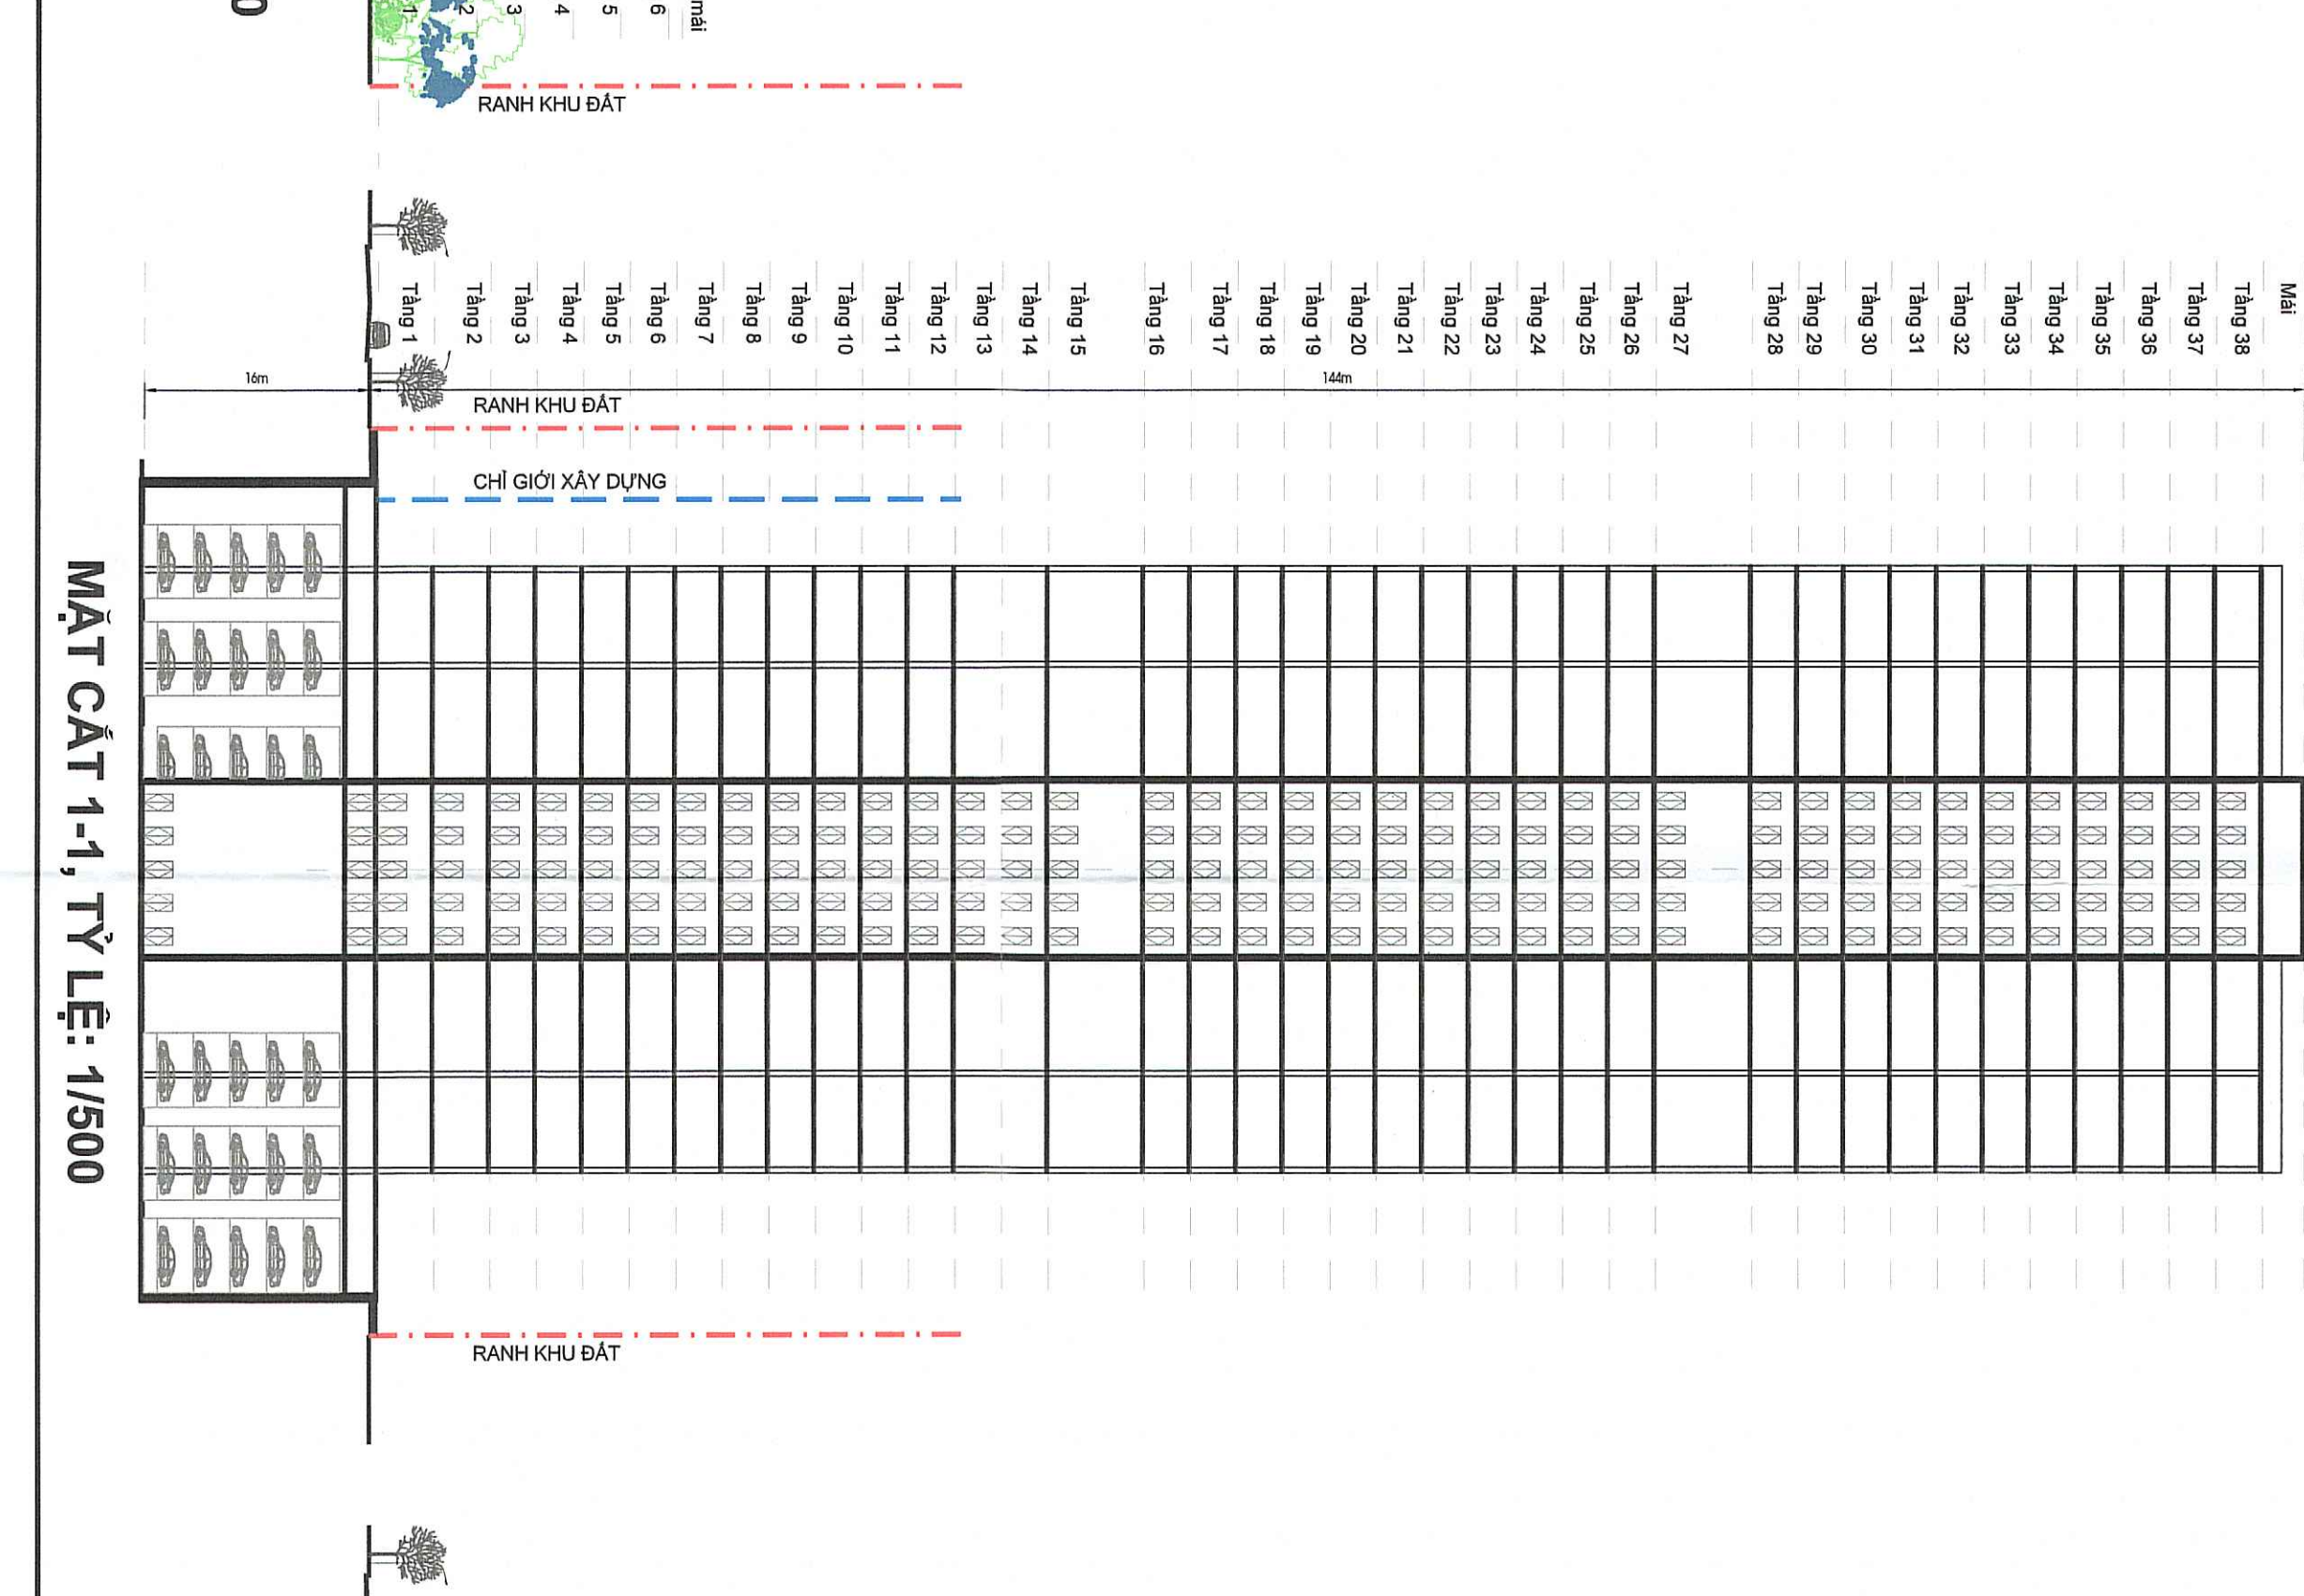 mái
6
5
4
3
2
1
0
RANH KHU ĐẤT
Mái
Tầng 38
Tầng 37
Tầng 36
Tầng 35
Tầng 34
Tầng 33
Tầng 32
Tầng 31
Tầng 30
Tầng 29
Tầng 28
Tầng 27
Tầng 26
Tầng 25
Tầng 24
Tầng 23
Tầng 22
Tầng 21
Tầng 20
Tầng 19
Tầng 18
Tầng 17
Tầng 16
Tầng 15
Tầng 14
Tầng 13
Tầng 12
Tầng 11
Tầng 10
Tầng 9
Tầng 8
Tầng 7
Tầng 6
Tầng 5
Tầng 4
Tầng 3
Tầng 2
Tầng 1
144m
16m
RANH KHU ĐẤT
CHỈ GIỚI XÂY DỰNG
RANH KHU ĐẤT
MẶT CẮT 1-1, TỶ LỆ: 1/500